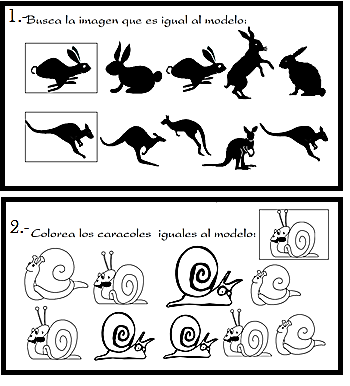 1.-Busca la imagen que es igual al modelo:
2.- Colorea los caracoles iguales al modelo: